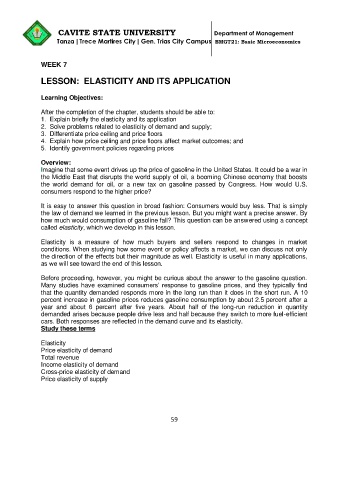 CAVITE STATE UNIVERSITY
Department of Management
Tanza |Trece Martires City | Gen. Trias City Campus
BMGT21: Basic Microeconomics
WEEK 7
LESSON: ELASTICITY AND ITS APPLICATION
Learning Objectives:
After the completion of the chapter, students should be able to:
1. Explain briefly the elasticity and its application
2. Solve problems related to elasticity of demand and supply;
3. Differentiate price ceiling and price floors
4. Explain how price ceiling and price floors affect market outcomes; and
5. Identify government policies regarding prices
Overview:
Imagine that some event drives up the price of gasoline in the United States. It could be a war in
the Middle East that disrupts the world supply of oil, a booming Chinese economy that boosts
the world demand for oil, or a new tax on gasoline passed by Congress. How would U.S.
consumers respond to the higher price?
It is easy to answer this question in broad fashion: Consumers would buy less. That is simply
the law of demand we learned in the previous lesson. But you might want a precise answer. By
how much would consumption of gasoline fall? This question can be answered using a concept
called elasticity, which we develop in this lesson.
Elasticity is a measure of how much buyers and sellers respond to changes in market
conditions. When studying how some event or policy affects a market, we can discuss not only
the direction of the effects but their magnitude as well. Elasticity is useful in many applications,
as we will see toward the end of this lesson.
Before proceeding, however, you might be curious about the answer to the gasoline question.
Many studies have examined consumers' response to gasoline prices, and they typically find
that the quantity demanded responds more in the long run than it does in the short run. A 10
percent increase in gasoline prices reduces gasoline consumption by about 2.5 percent after a
year and about 6 percent after five years. About half of the long-run reduction in quantity
demanded arises because people drive less and half because they switch to more fuel-efficient
cars. Both responses are reflected in the demand curve and its elasticity.
Study these terms
Elasticity
Price elasticity of demand
Total revenue
Income elasticity of demand
Cross-price elasticity of demand
Price elasticity of supply
59